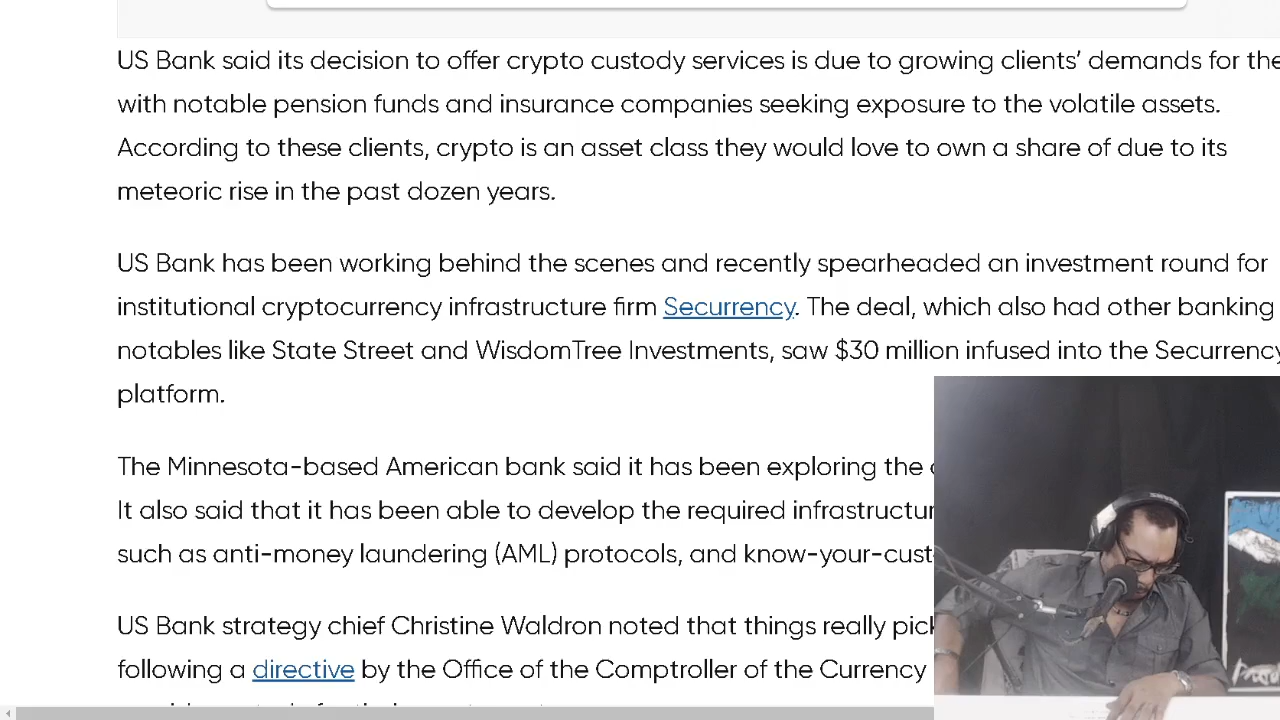 US Bank said its decision to offer crypto custody services is due to growing clients’ demands for the
with notable pension funds and insurance companies seeking exposure to the volatile assets.
According to these clients, crypto is an asset class they would love to own a share of due to its
meteoric rise in the past dozen years.
US Bank has been working behind the scenes and recently spearheaded an investment round for
institutional cryptocurrency infrastructure firm Securrency. The deal, which also had other banking
notables like State Street and WisdomTree Investments, saw $30 million infused into the Securrency
platform.
The Minnesota-based American bank said it has been exploring the
It also said that it has been able to develop the required
such as anti-money laundering (AML) protocols, and
US Bank strategy chief Christine Waldron noted that things really
following a directive by the Office of the Comptroller of the Currency